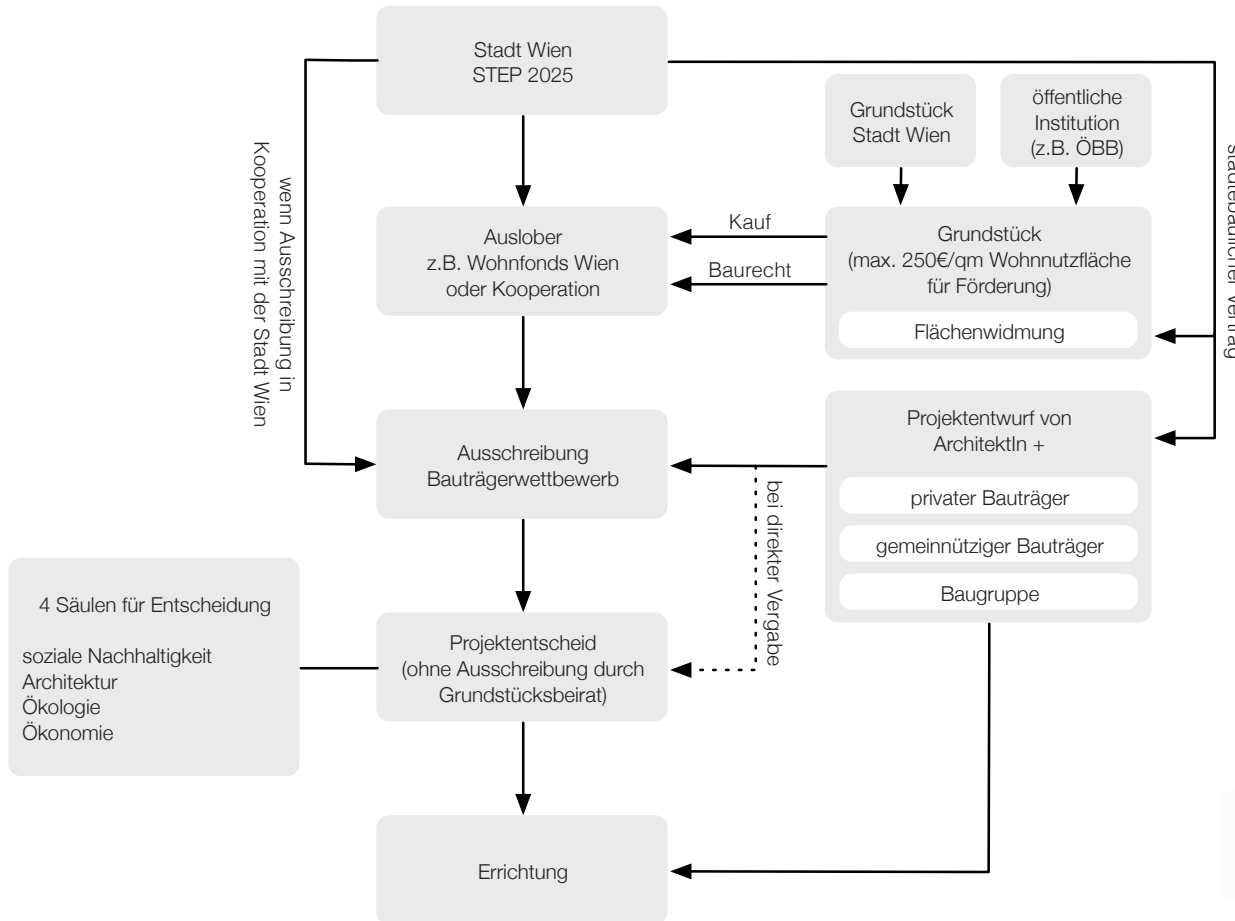 Stadt Wien
STEP 2025
Grundstück
Stadt Wien
öffentliche
Institution
(z.B. ÖBB)
wenn Ausschreibung in
Kooperation mit der Stadt Wien
städtebaulicher Vertrag
Auslober
z.B. Wohnfonds Wien
oder Kooperation
Kauf
Baurecht
Grundstück
(max. 250€/qm Wohnnutzfläche
für Förderung)
Flächenwidmung
Ausschreibung
Bauträgerwettbewerb
bei direkter Vergabe
Projektentwurf von
ArchitektIn +
privater Bauträger
gemeinnütziger Bauträger
Baugruppe
4 Säulen für Entscheidung
soziale Nachhaltigkeit
Architektur
Ökologie
Ökonomie
Projektentscheid
(ohne Ausschreibung durch
Grundstücksbeirat)
Errichtung